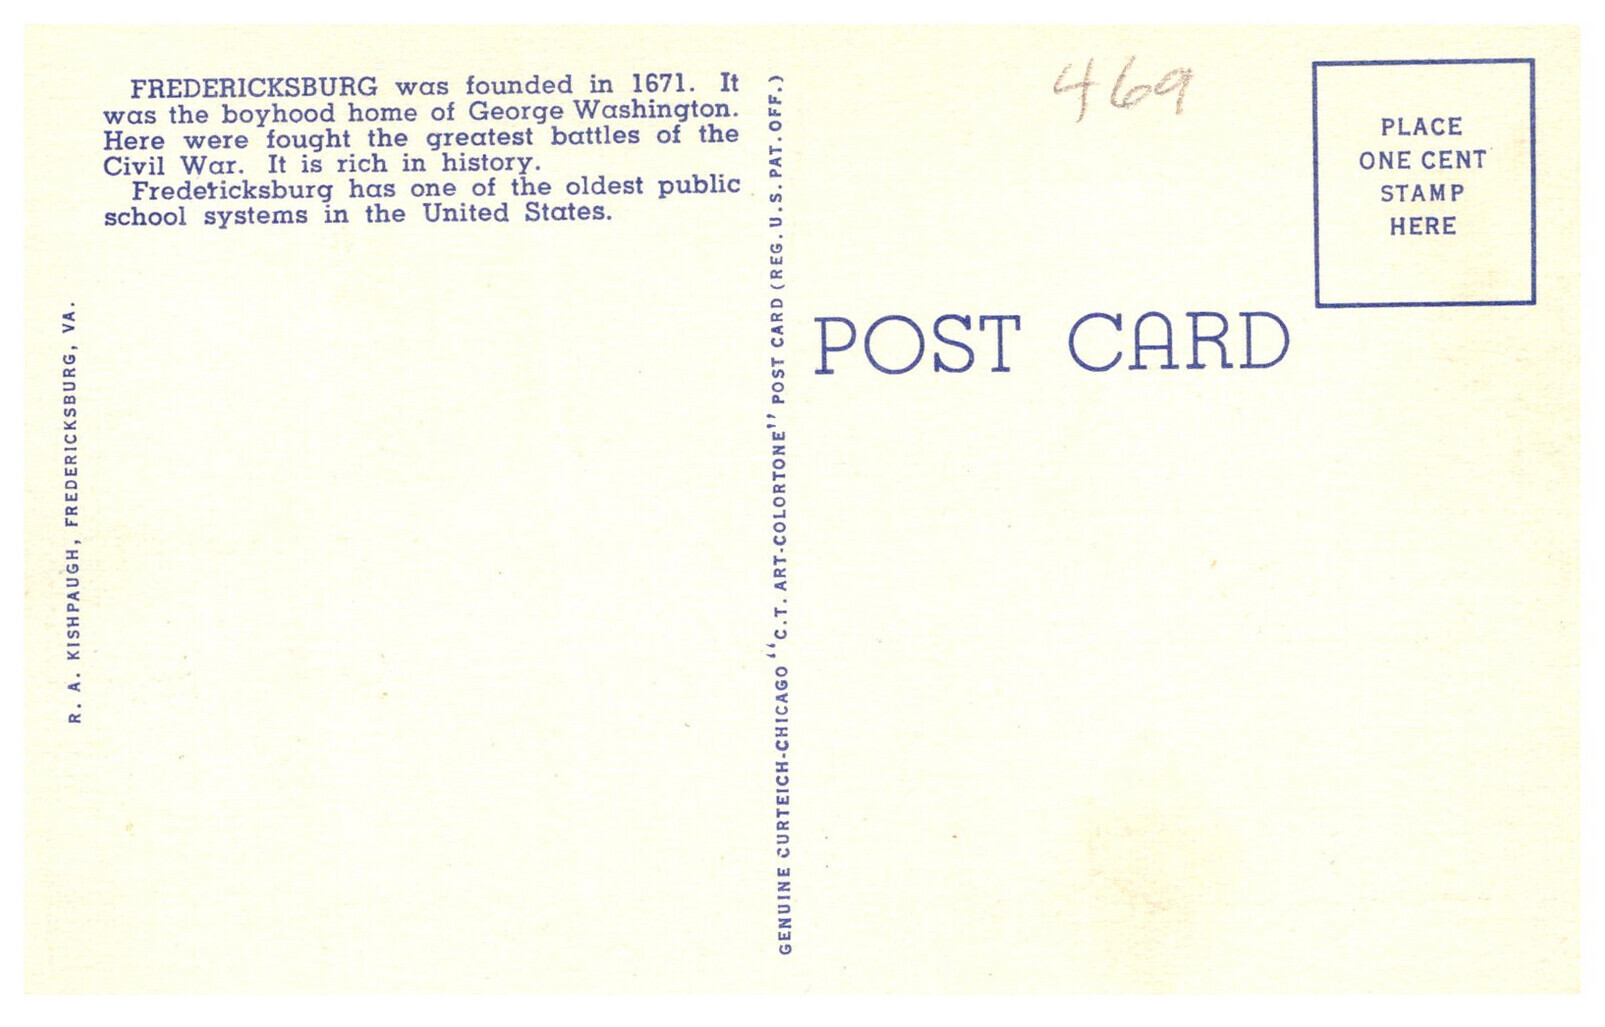 FREDERICKSBURG was founded in 1671. It
was the boyhood home of George Washington.
Here were fought the greatest battles of the
Civil War. It is rich in history.
Fredericksburg has one of the oldest public
school systems in the United States.
R. A. KISHPAUGH, FREDERICKSBURG, VA.
GENUINE CURTEICH-CHICAGO "C.T. ART-COLORTONE" POST CARD (REG. U.S. PAT. OFF.)
469
PLACE
ONE CENT
STAMP
HERE
POST CARD